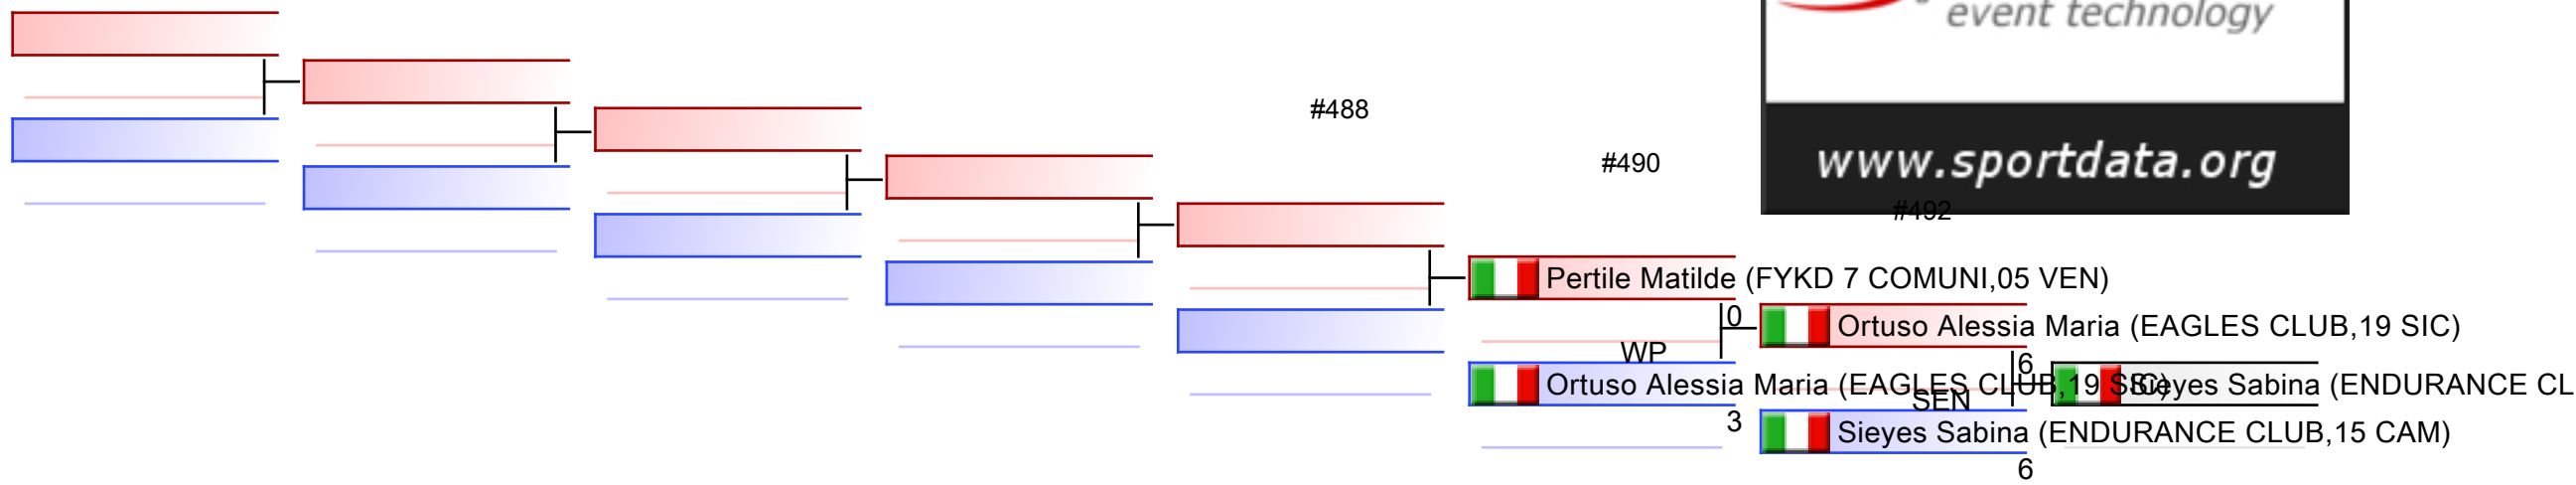 event technology
#488
#490
www.sportdata.org
#492
Pertile Matilde (FYKD 7 COMUNI,05 VEN)
0
Ortuso Alessia Maria (EAGLES CLUB,19 SIC)
WP
6
Ortuso Alessia Maria (EAGLES CLUB,19 SIC)
Sieyes Sabina (ENDURANCE CL
SEN
3
Sieyes Sabina (ENDURANCE CLUB,15 CAM)
6